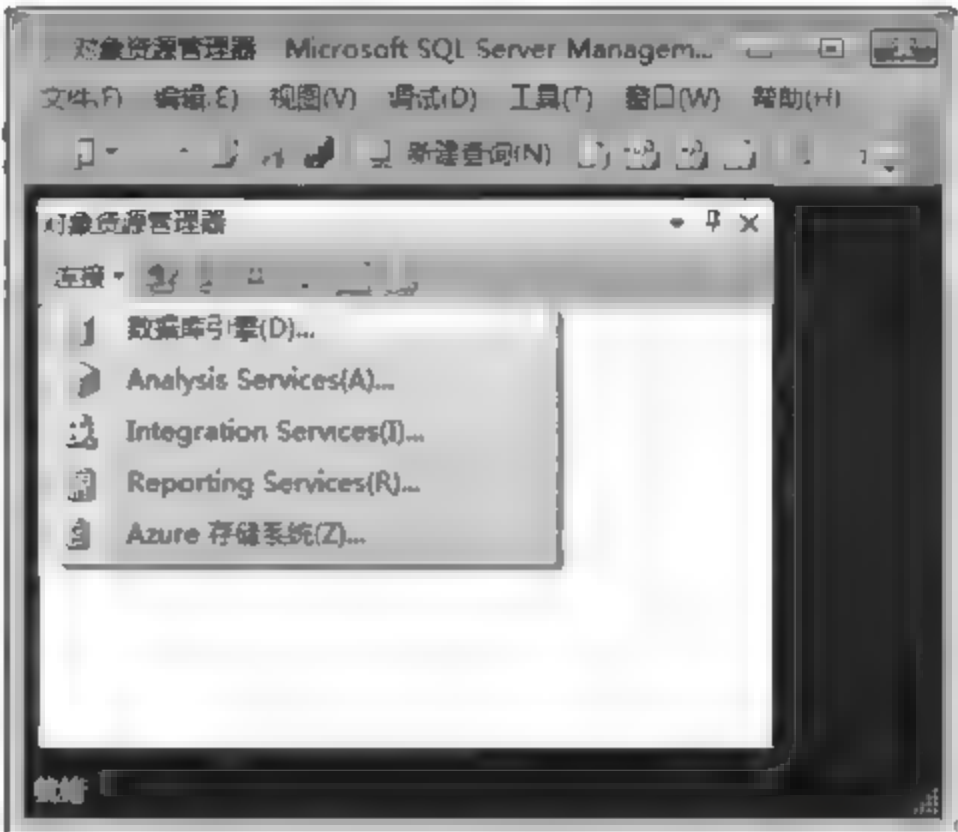 对象资源管理器 Microsoft SQL Server Managem...
文件(F) 编辑(E) 视图(V) 调试(D) 工具(T) 窗口(W) 帮助(H)
新建查询(N)
对象资源管理器
连接
数据库引擎(D)...
Analysis Services(A)...
Integration Services(I)...
Reporting Services(R)...
Azure 存储系统(Z)...
就绪